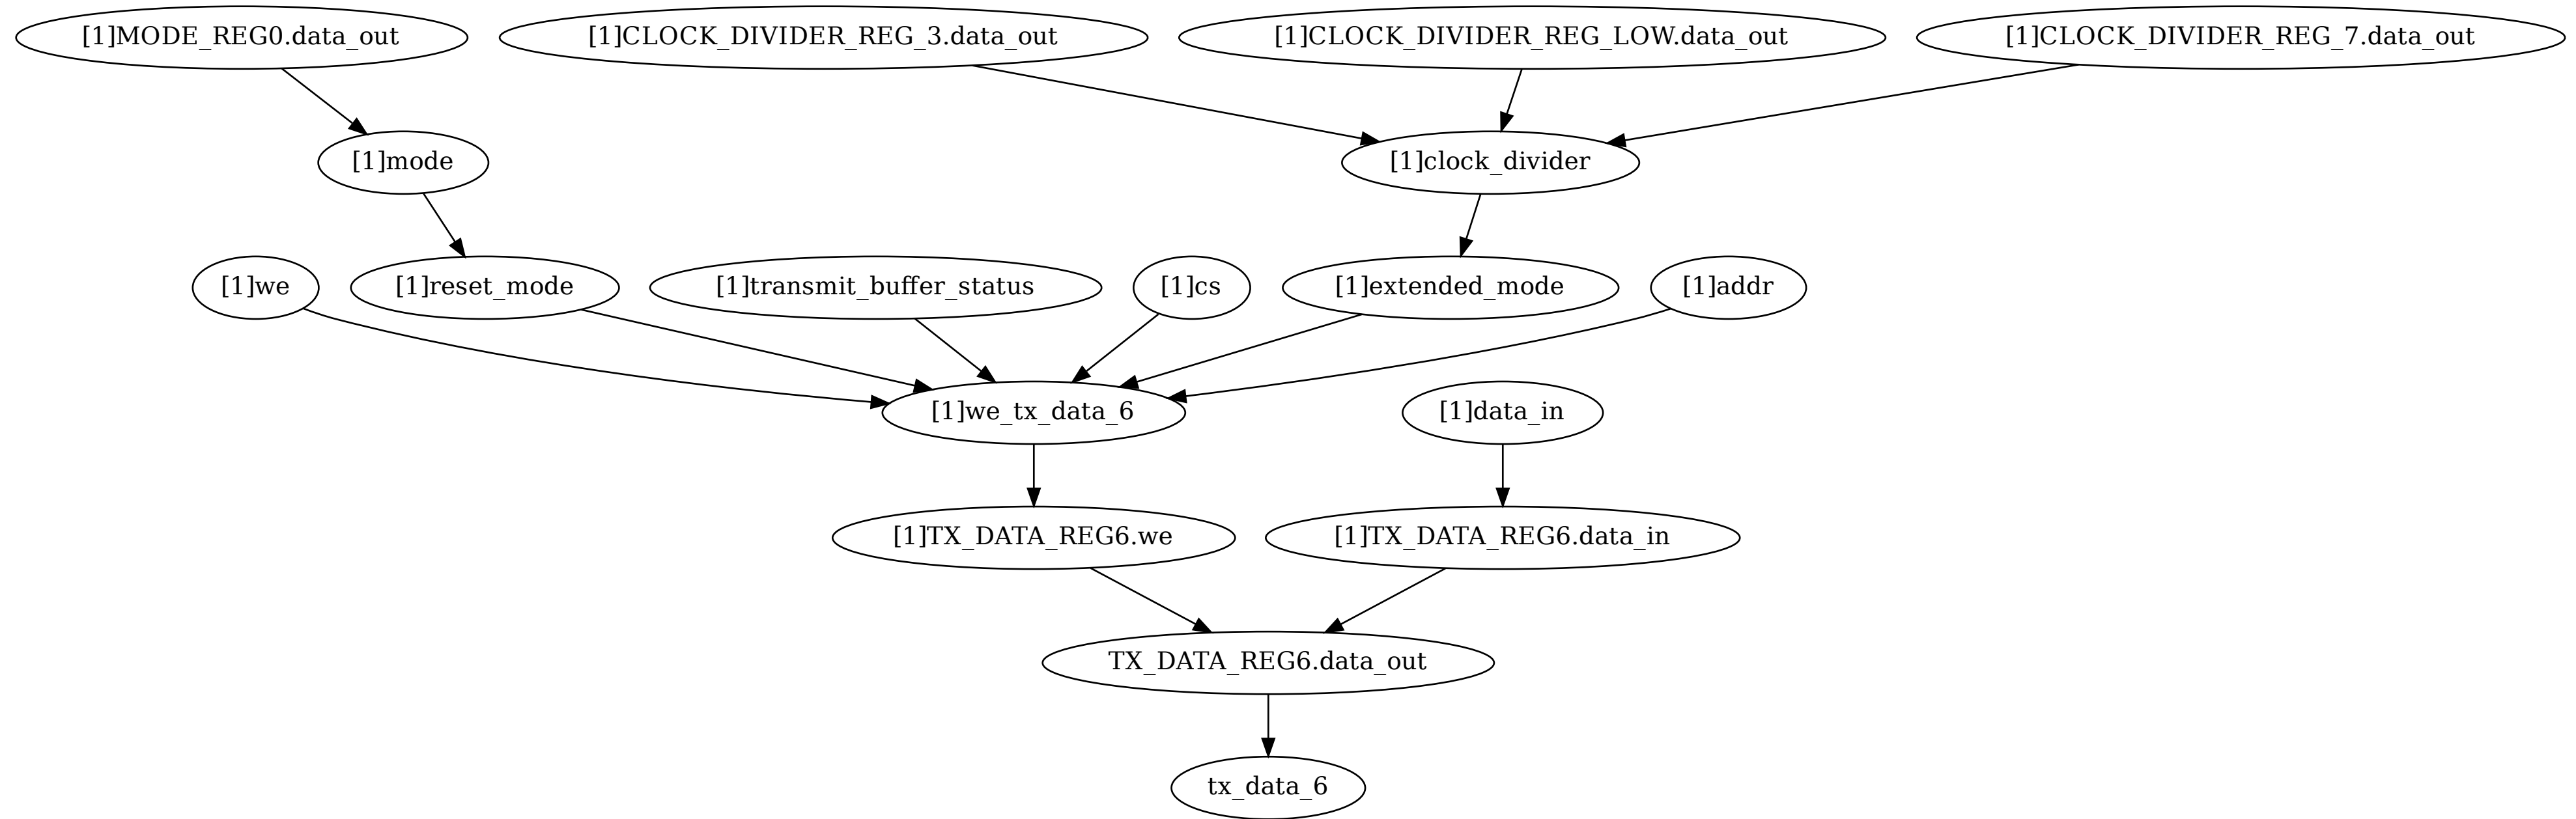 [1]MODE_REG0.data_out
[1]CLOCK_DIVIDER_REG_3.data_out
[1]CLOCK_DIVIDER_REG_LOW.data_out
[1]CLOCK_DIVIDER_REG_7.data_out
[1]mode
[1]clock_divider
[1]we
[1]reset_mode
[1]transmit_buffer_status
[1]cs
[1]extended_mode
[1]addr
[1]we_tx_data_6
[1]data_in
[1]TX_DATA_REG6.we
[1]TX_DATA_REG6.data_in
TX_DATA_REG6.data_out
tx_data_6